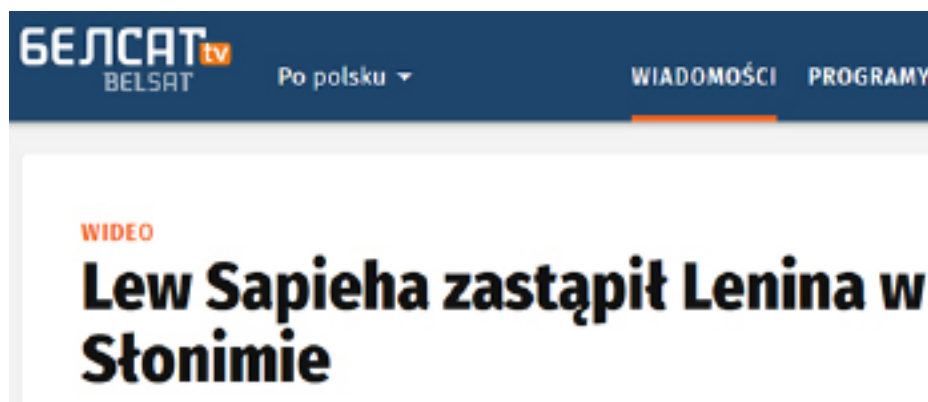 БЕЛСАТ tv
BELSAT
Po polsku
WIADOMOŚCI PROGRAMY
WIDEO
Lew Sapieha zastąpił Lenina w
Słonimie